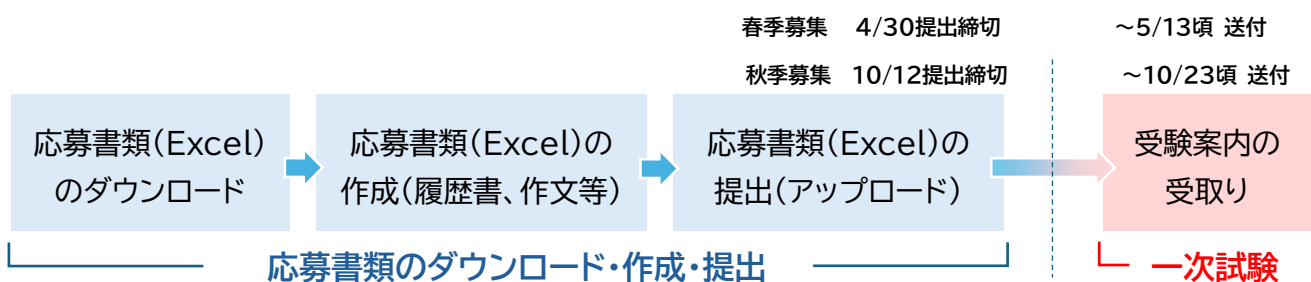 春季募集　4/30提出締切
～5/13頃 送付
秋季募集　10/12提出締切
～10/23頃 送付
応募書類(Excel)
のダウンロード
応募書類(Excel)の
作成(履歴書、作文等)
応募書類(Excel)の
提出(アップロード)
受験案内の
受取り
応募書類のダウンロード・作成・提出
一次試験